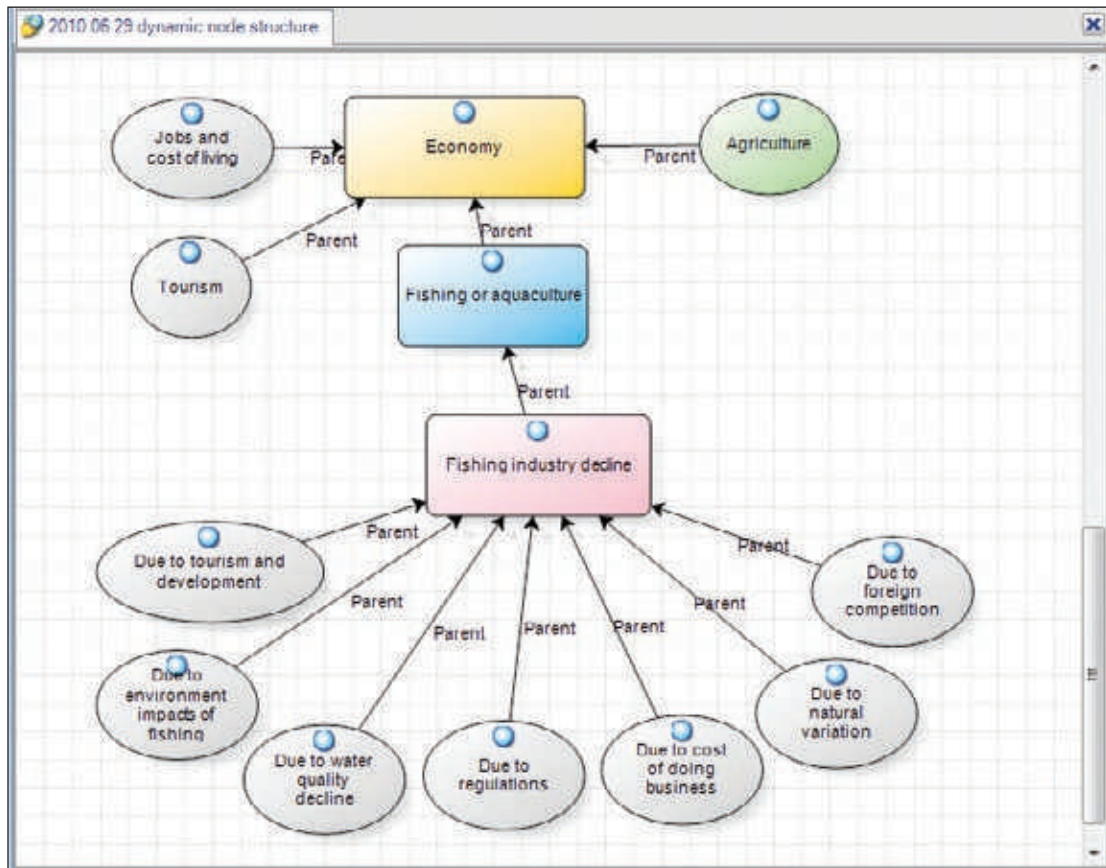 2010 06 29 dynamic node structure
Jobs and
cost of living
Parent
Economy
Parent
Agriculture
Parent
Tourism
Parent
Fishing or aquaculture
Parent
Fishing industry decline
Parent
Due to tourism and
development
Parent
Due to
foreign
competition
Parent
Parent
Parent
Parent
Due to
environment
impacts of
fishing
Due to
natural
variation
Due to water
quality
decline
Due to
regulations
Due to cost
of doing
business